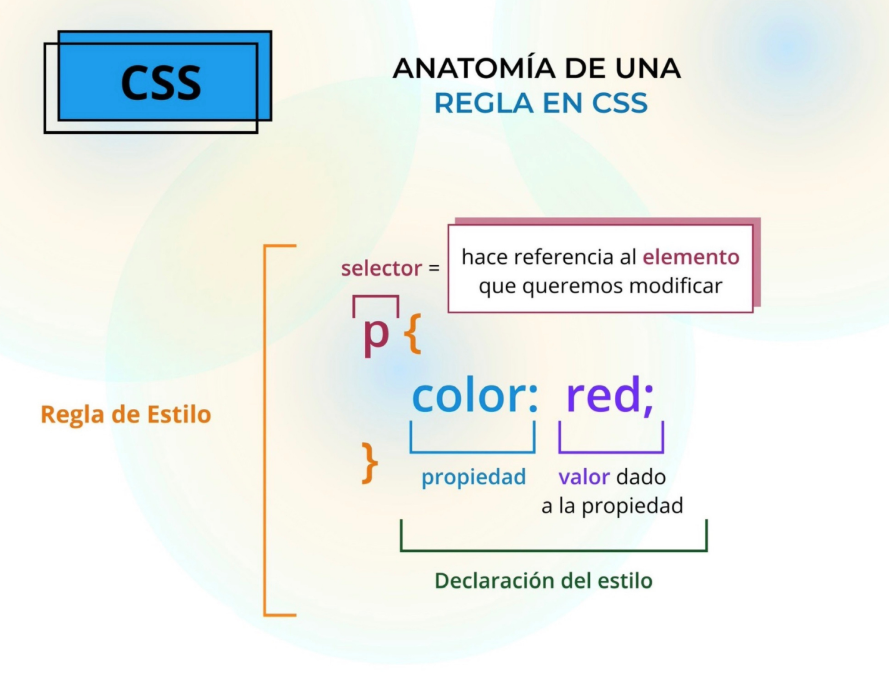 CSS
ANATOMÍA DE UNA
REGLA EN CSS
selector =
hace referencia al elemento
que queremos modificar
p {
color: red;
Regla de Estilo
}
propiedad
valor dado
a la propiedad
Declaración del estilo